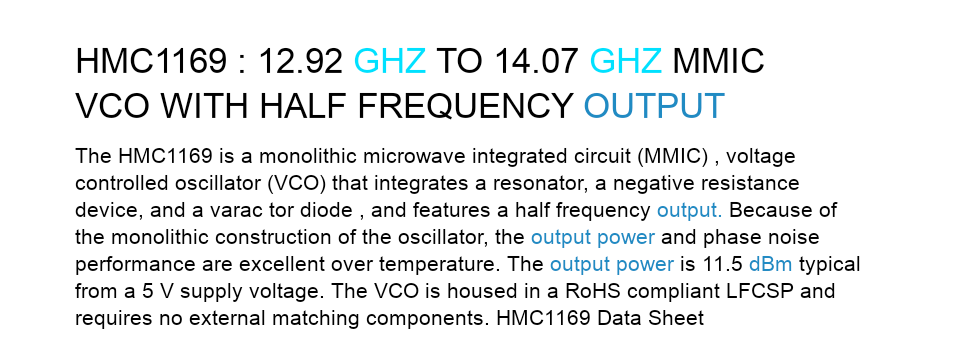 HMC1169 : 12.92 GHZ TO 14.07 GHZ MMIC
VCO WITH HALF FREQUENCY OUTPUT
The HMC1169 is a monolithic microwave integrated circuit (MMIC) , voltage
controlled oscillator (VCO) that integrates a resonator, a negative resistance
device, and a varac tor diode , and features a half frequency output. Because of
the monolithic construction of the oscillator, the output power and phase noise
performance are excellent over temperature. The output power is 11.5 dBm typical
from a 5 V supply voltage. The VCO is housed in a RoHS compliant LFCSP and
requires no external matching components. HMC1169 Data Sheet